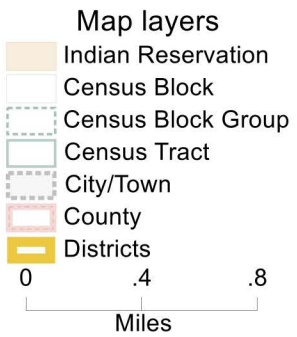 Map layers
Indian Reservation
Census Block
Census Block Group
Census Tract
City/Town
County
Districts
0 .4 .8
Miles